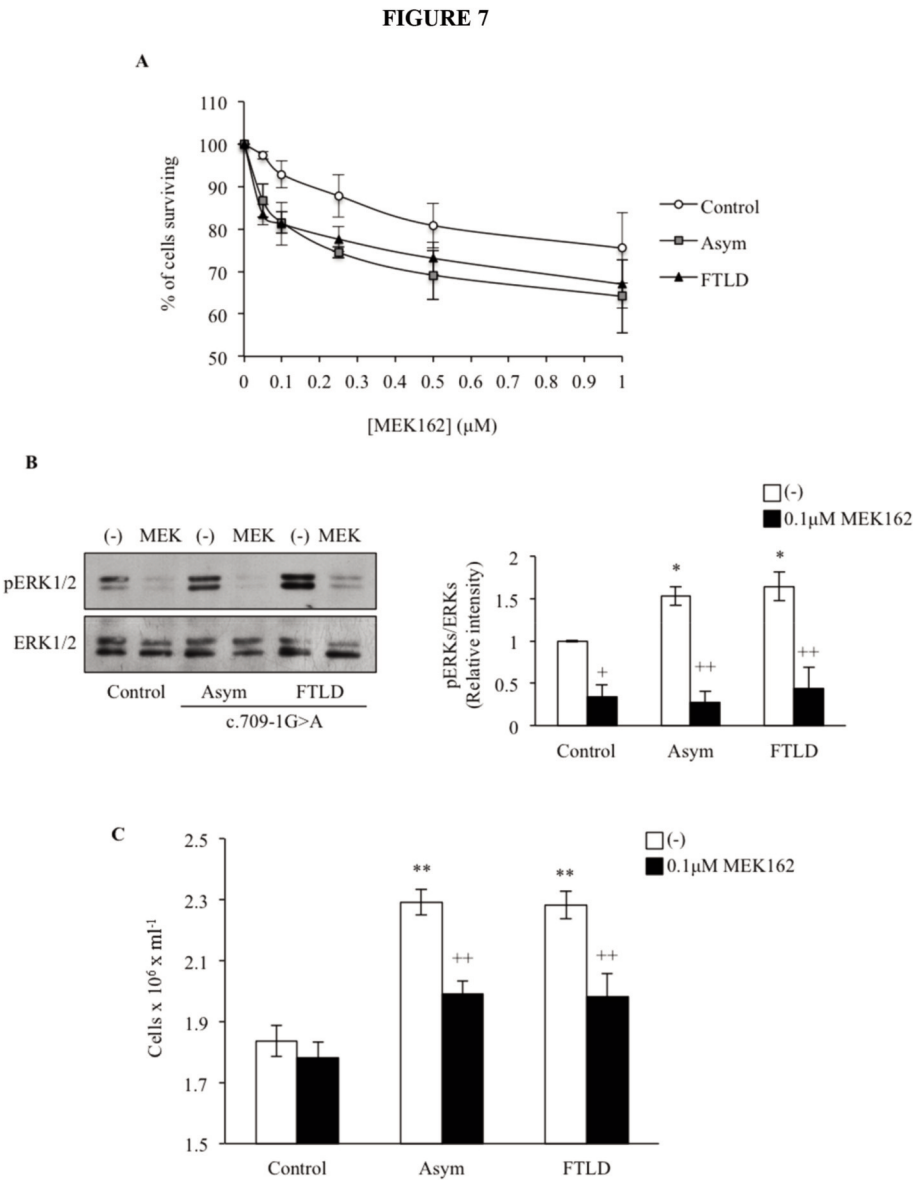 FIGURE 7
A
110
100
90
80
70
60
50
% of cells surviving
0 0.1 0.2 0.3 0.4 0.5 0.6 0.7 0.8 0.9 1
[MEK162] (µM)
Control
Asym
FTLD
B
(-) MEK (-) MEK (-) MEK
pERK1/2
ERK1/2
Control Asym FTLD
c.709-1G>A
(-)
0.1µM MEK162
pERKs/ERKs
(Relative intensity)
2
1.5
1
0.5
0
* *
+ ++ ++
Control Asym FTLD
C
(-)
0.1µM MEK162
Cells x 10⁶ x ml⁻¹
2.5
2.3
2.1
1.9
1.7
1.5
** **
++ ++
Control Asym FTLD